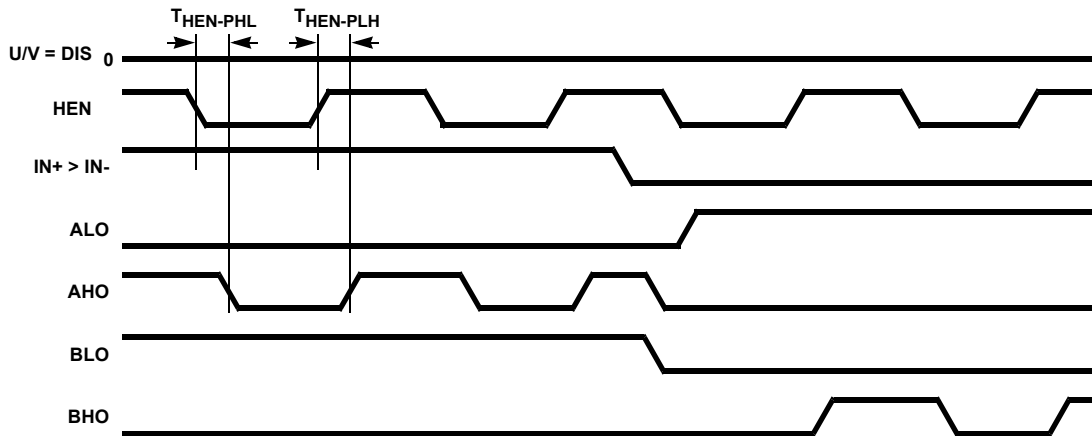 THEN-PHL THEN-PLH
U/V = DIS 0
HEN
IN+ > IN-
ALO
AHO
BLO
BHO